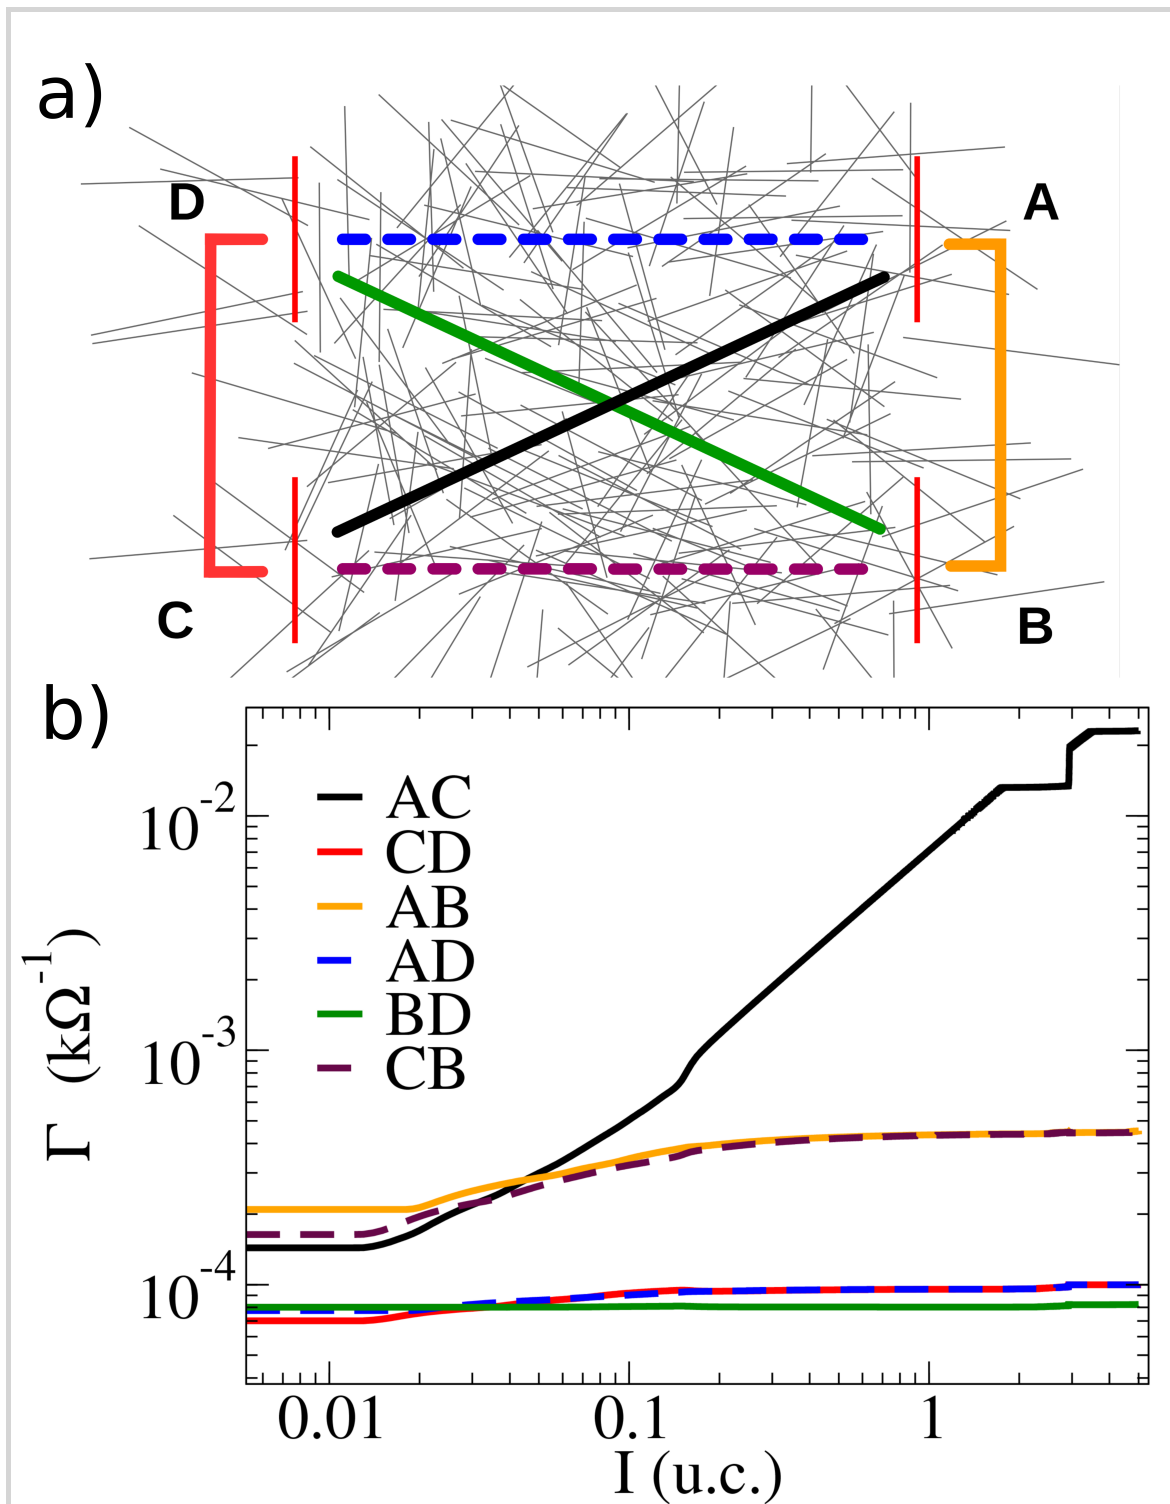 a)
D
A
C
B
b)
10⁻²
10⁻³
10⁻⁴
Γ (kΩ⁻¹)
AC
CD
AB
AD
BD
CB
0.01
0.1
1
I (u.c.)